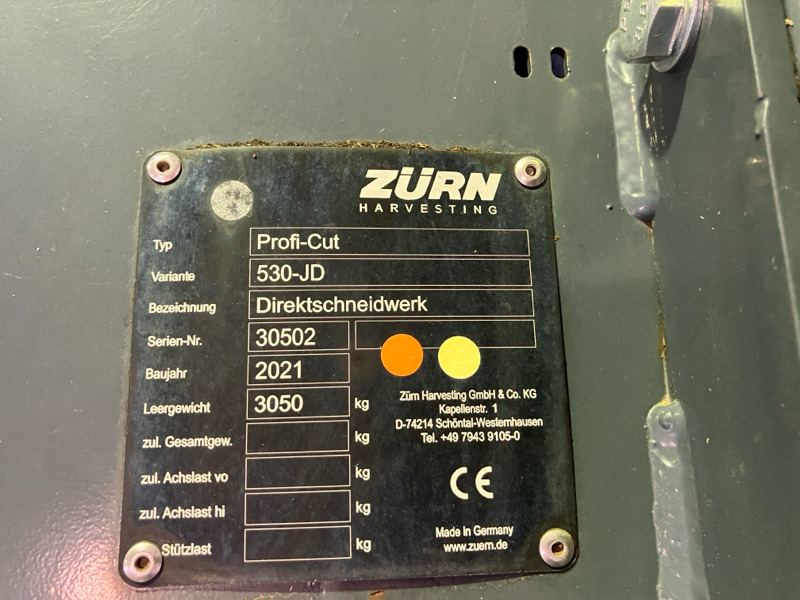 ZÜRN
HARVESTING
Typ Profi-Cut
Variante 530-JD
Bezeichnung Direktschneidwerk
Serien-Nr. 30502
Baujahr 2021
Leergewicht 3050 kg
zul. Gesamtgew. kg
zul. Achslast vo kg
zul. Achslast hi kg
Stützlast kg
Zürn Harvesting GmbH & Co. KG
Kapellenstr. 1
D-74214 Schöntal-Westernhausen
Tel. +49 7943 9105-0
CE
Made in Germany
www.zuern.de